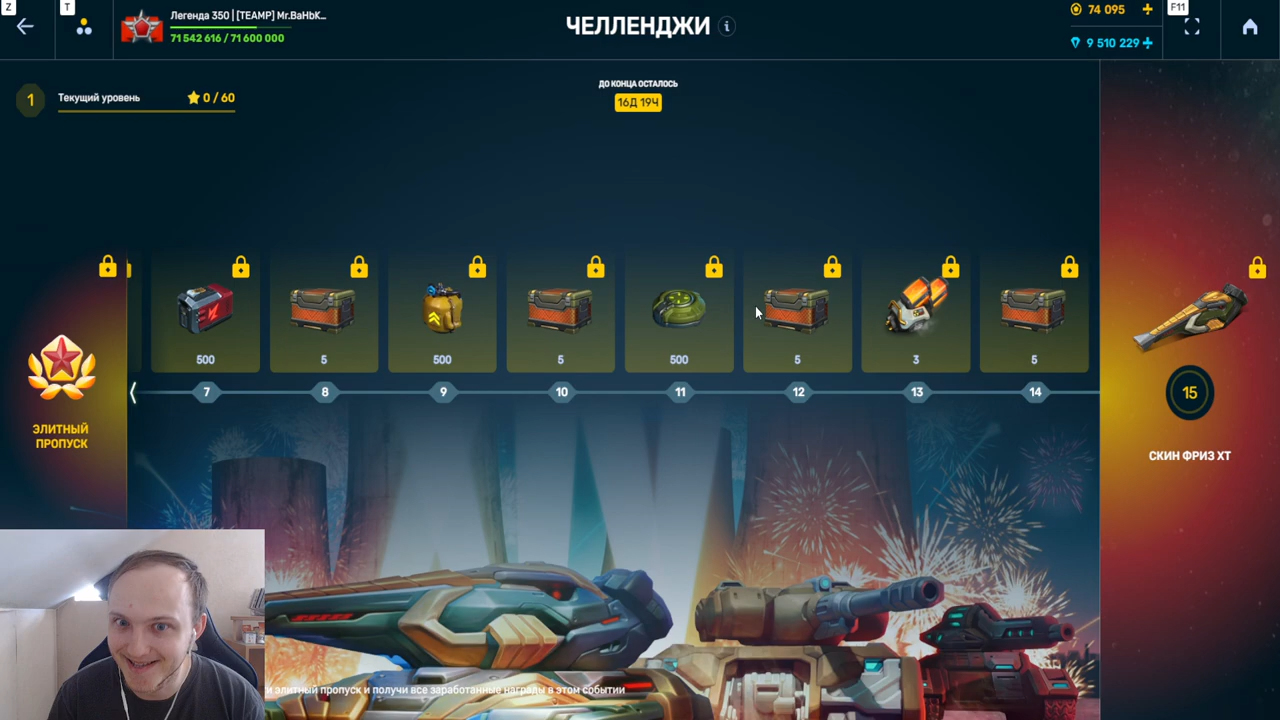 Z
T
Легенда 350 | [TEAMP] Mr.BaHbK...
71 542 616 / 71 600 000
ЧЕЛЛЕНДЖИ
i
74 095
9 510 229
F11
1
Текущий уровень
0 / 60
ДО КОНЦА ОСТАЛОСЬ
16Д 19Ч
500
5
500
5
500
5
3
5
7
8
9
10
11
12
13
14
15
ЭЛИТНЫЙ
ПРОПУСК
СКИН ФРИЗ XT
и элитный пропуск и получи все заработанные награды в этом событии